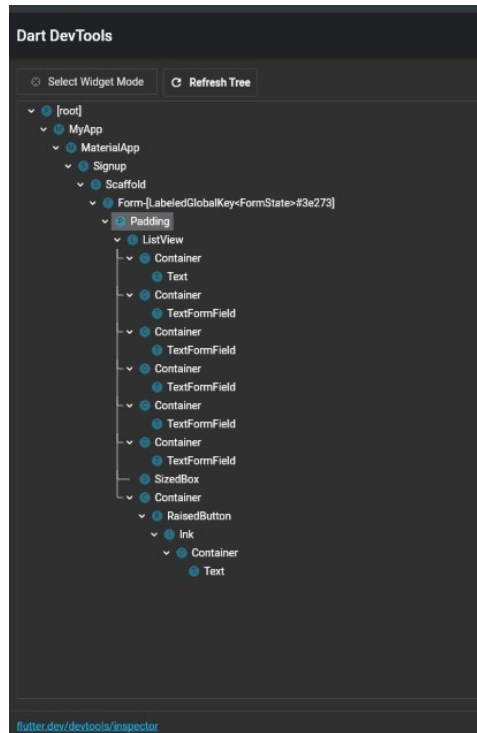 Dart DevTools
Select Widget Mode Refresh Tree
[root]
MyApp
MaterialApp
Signup
Scaffold
Form-[LabeledGlobalKey<FormState>#3e273]
Padding
ListView
Container
Text
Container
TextFormField
Container
TextFormField
Container
TextFormField
Container
TextFormField
Container
TextFormField
SizedBox
Container
RaisedButton
Ink
Container
Text
flutter.dev/devtools/inspector